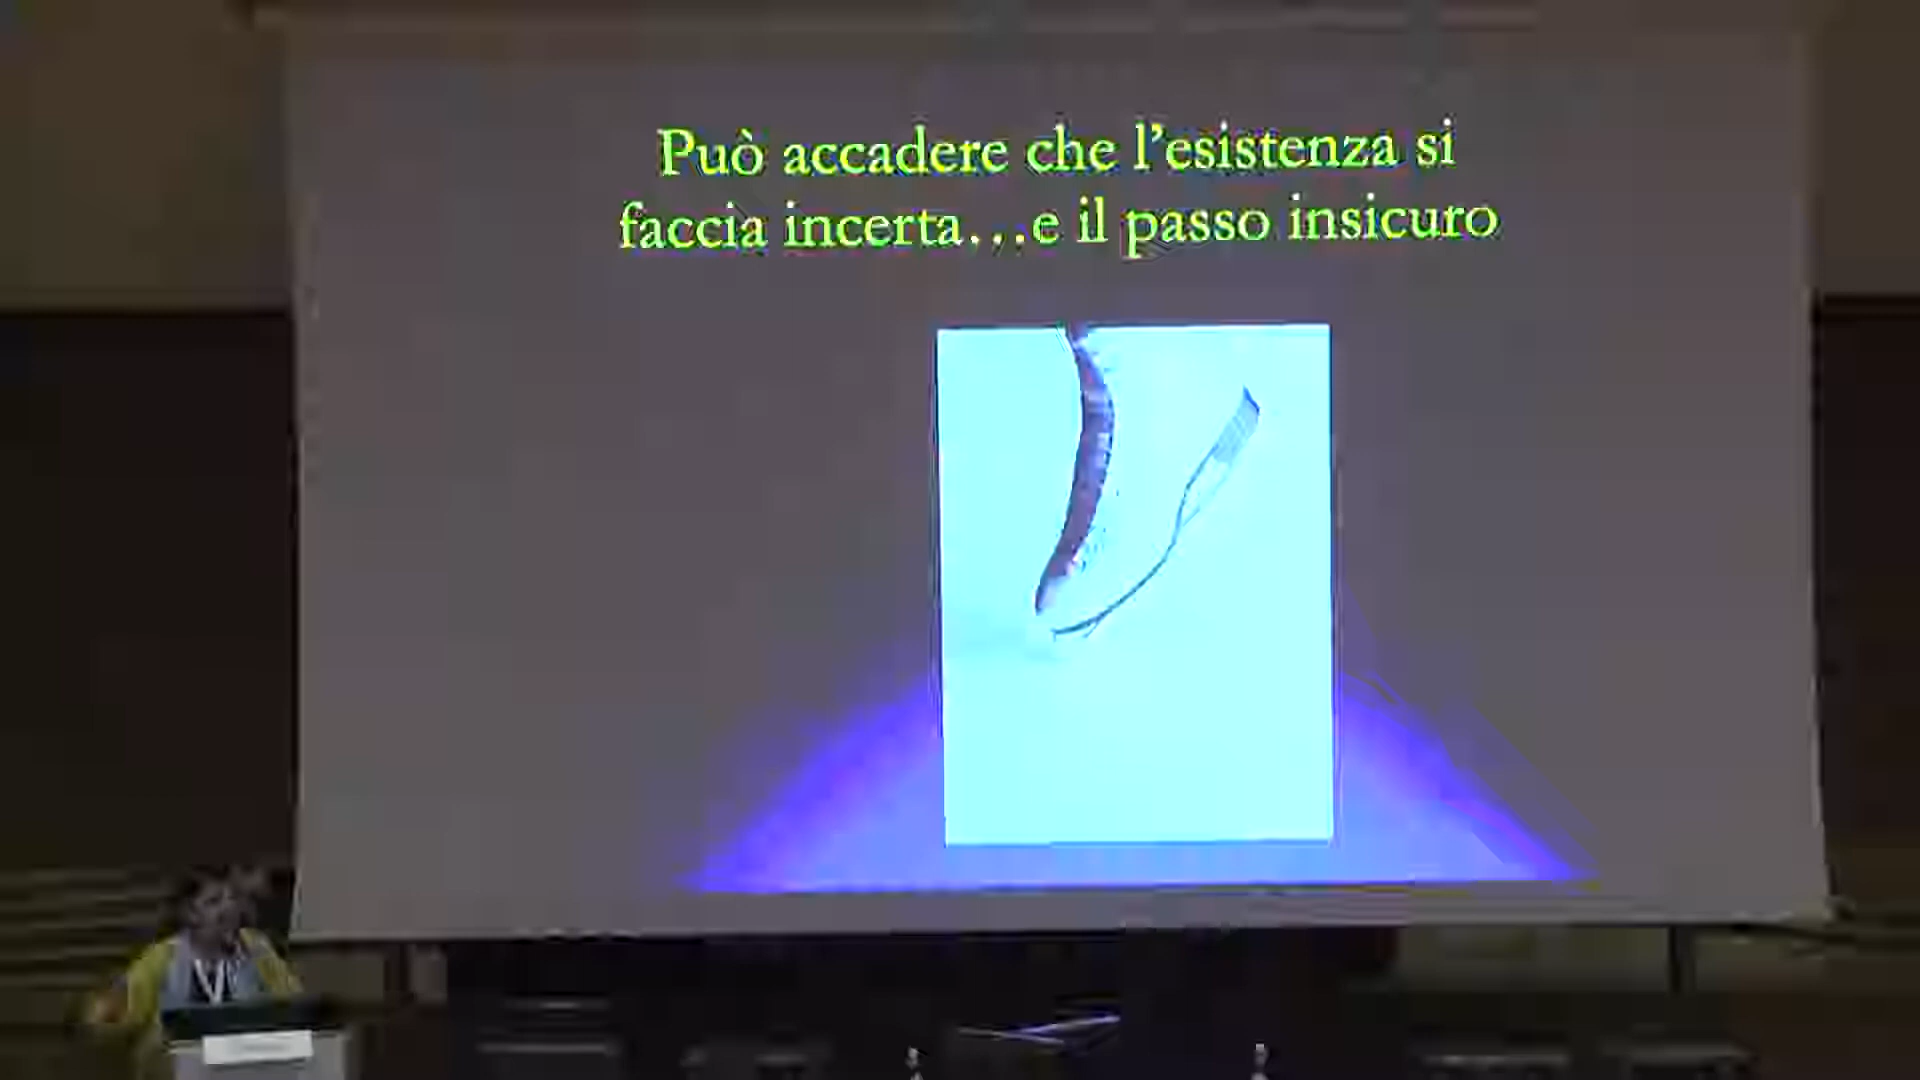 Può accadere che l’esistenza si
faccia incerta…e il passo insicuro